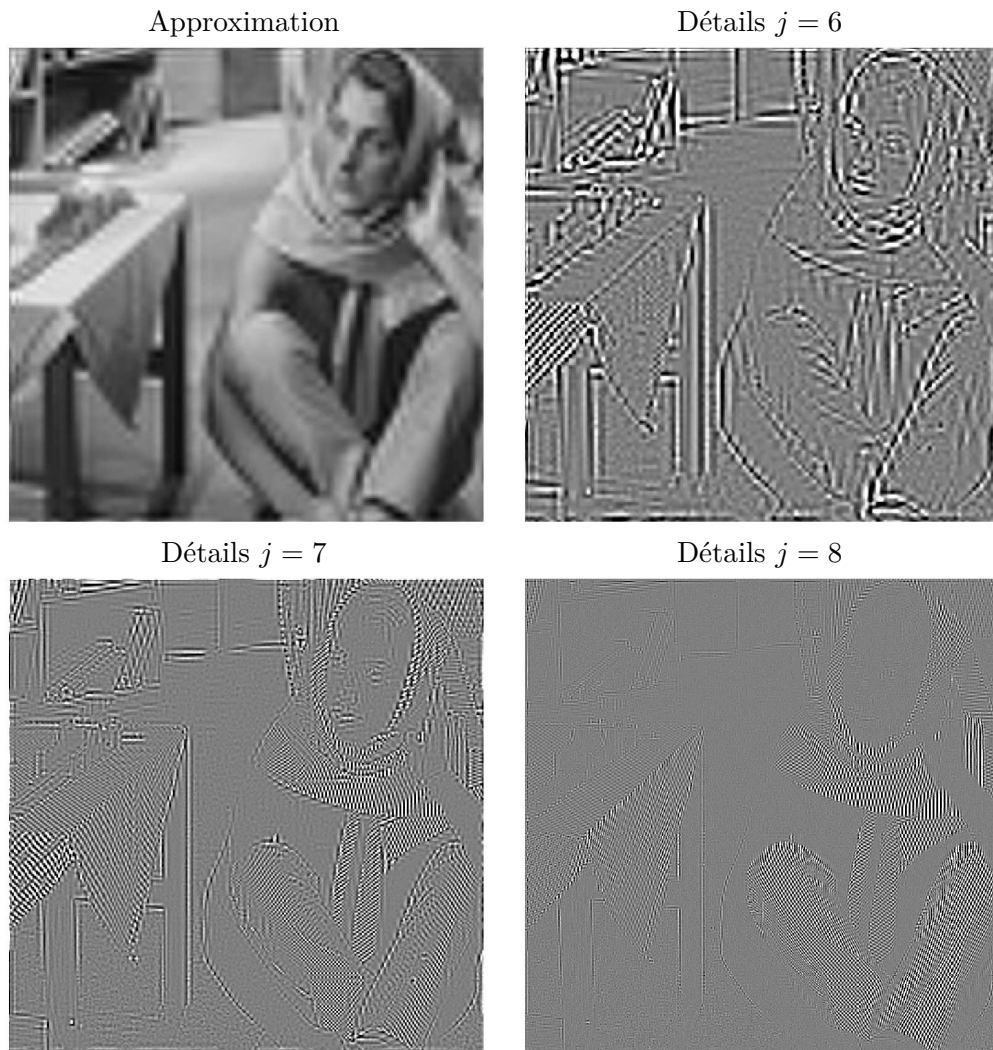 Approximation
Détails j = 6
Détails j = 7
Détails j = 8